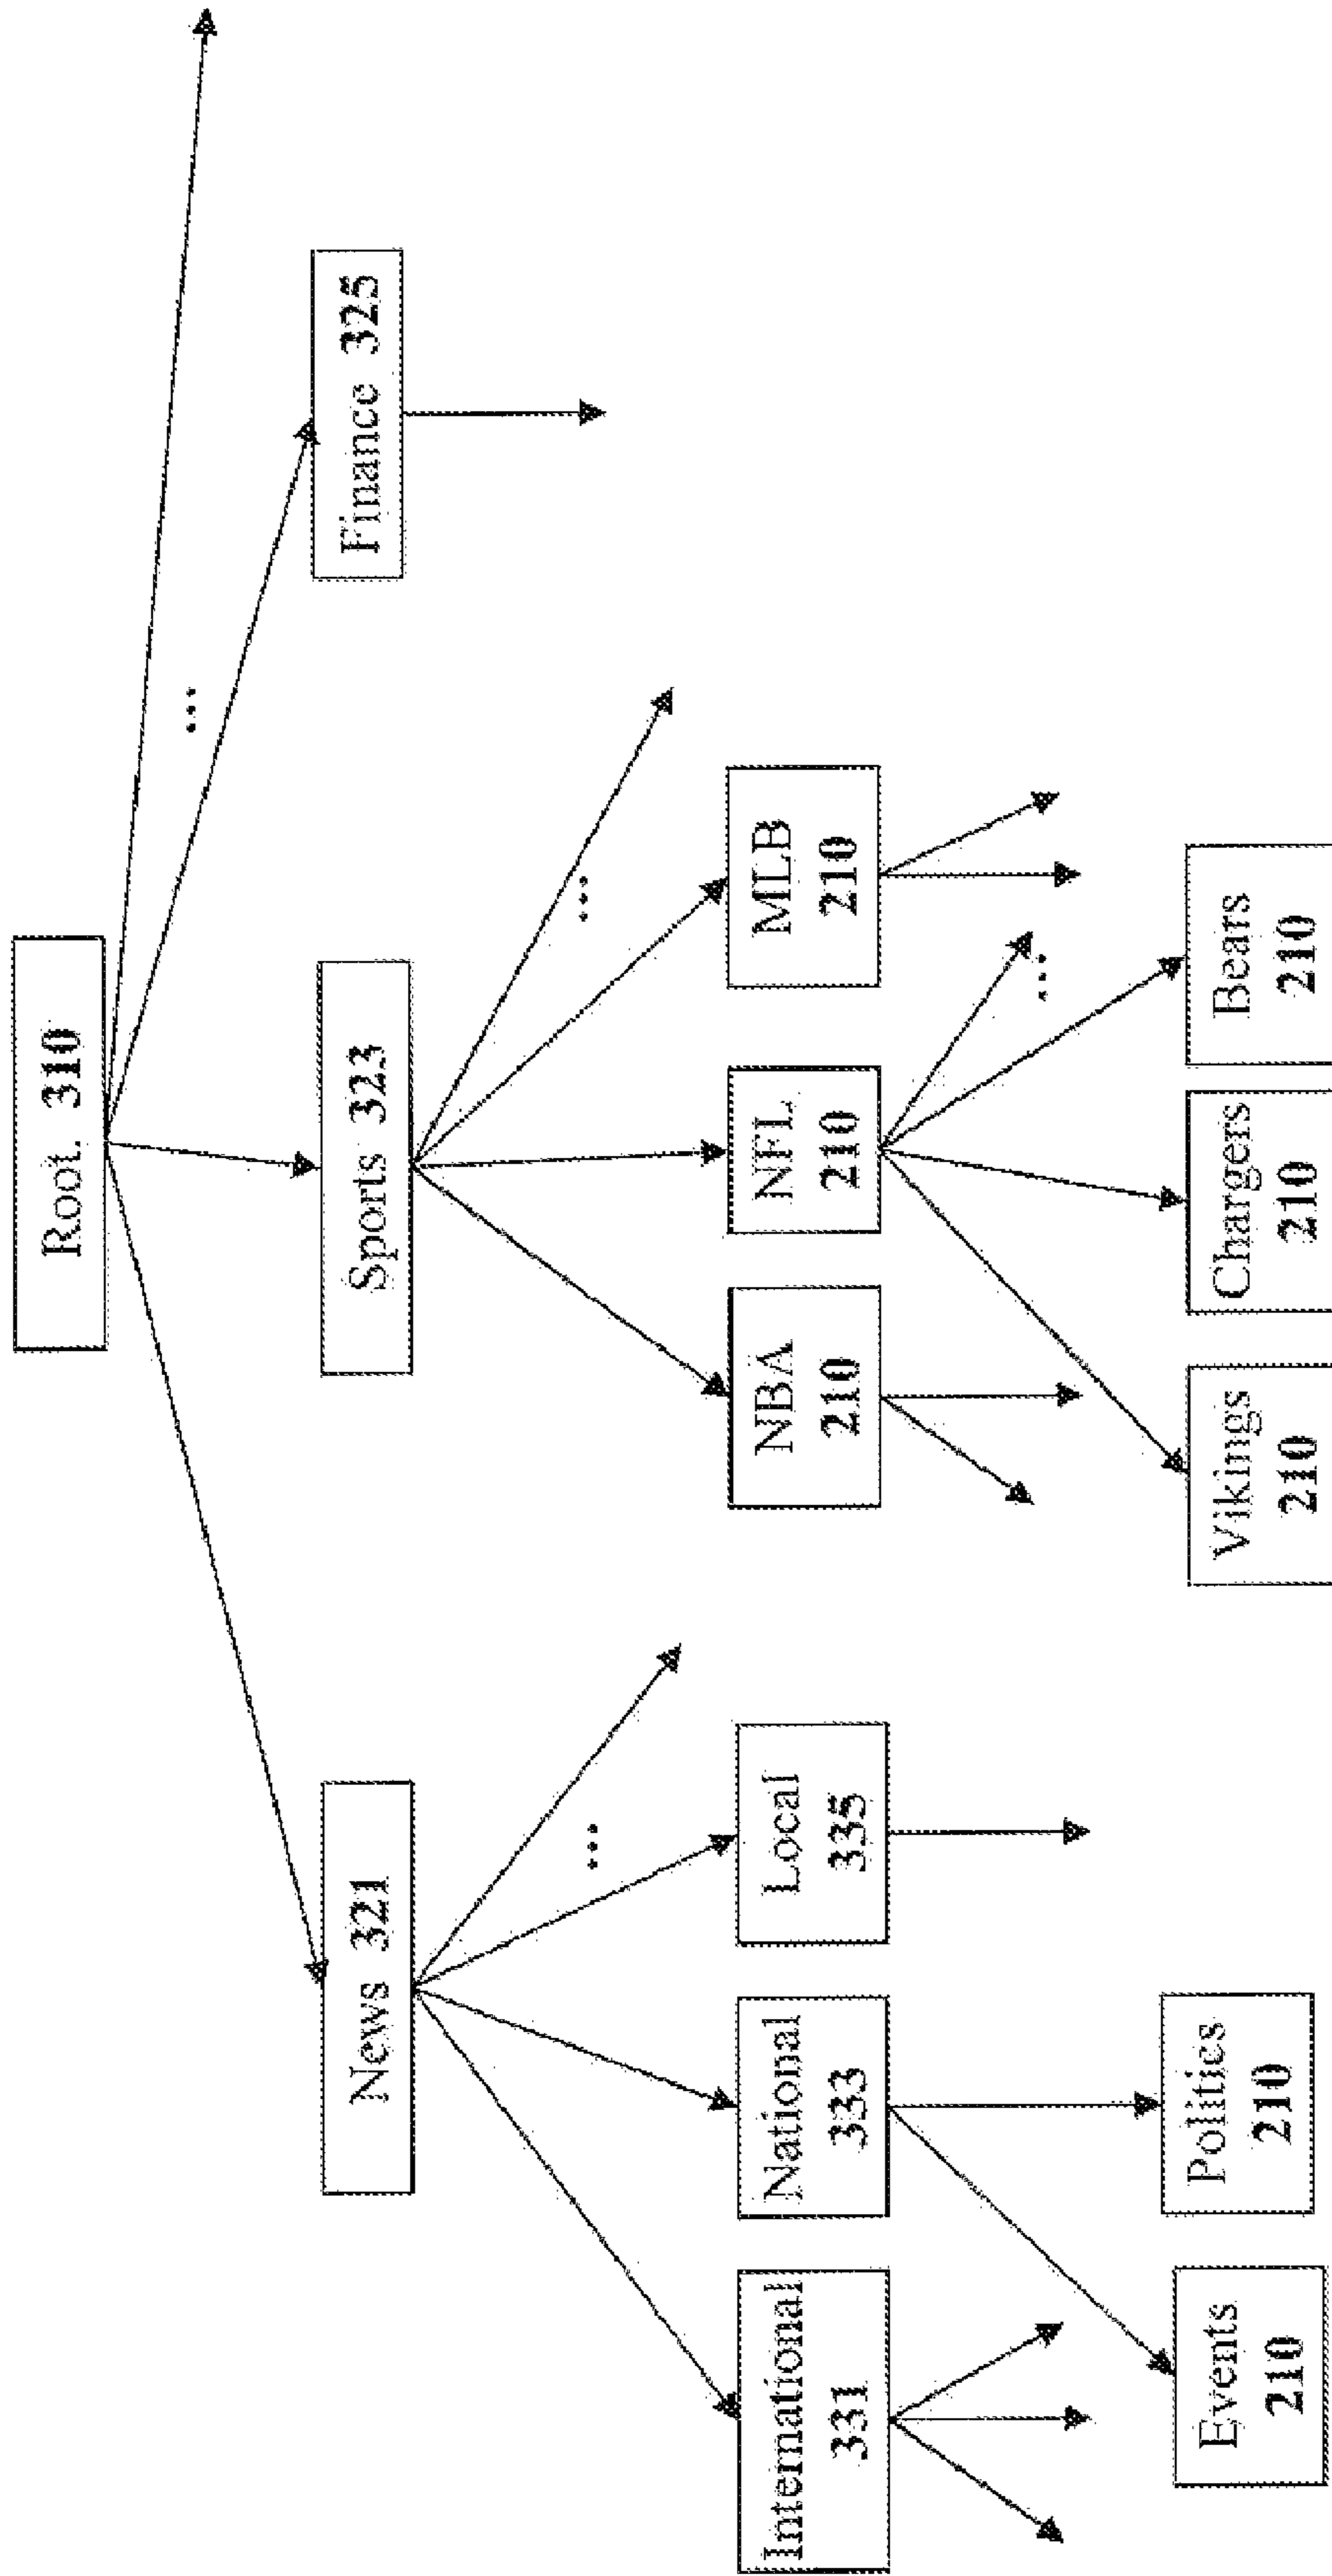 Root 310
...
News 321
Sports 323
Finance 325
...
...
International
331
National
333
Local
335
NBA
210
NFL
210
MLB
210
...
Events
210
Politics
210
Vikings
210
Chargers
210
Bears
210